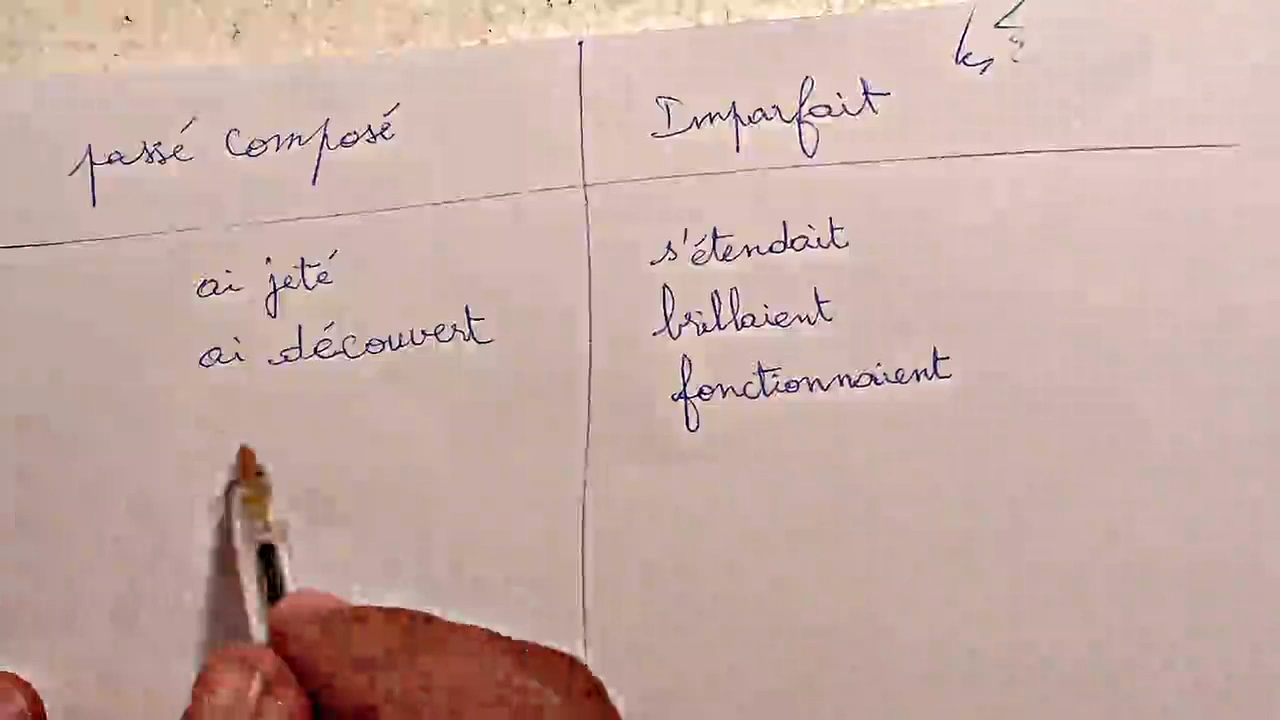 passé composé
Imparfait
ai jeté
ai découvert
s'étendait
brillaient
fonctionnaient